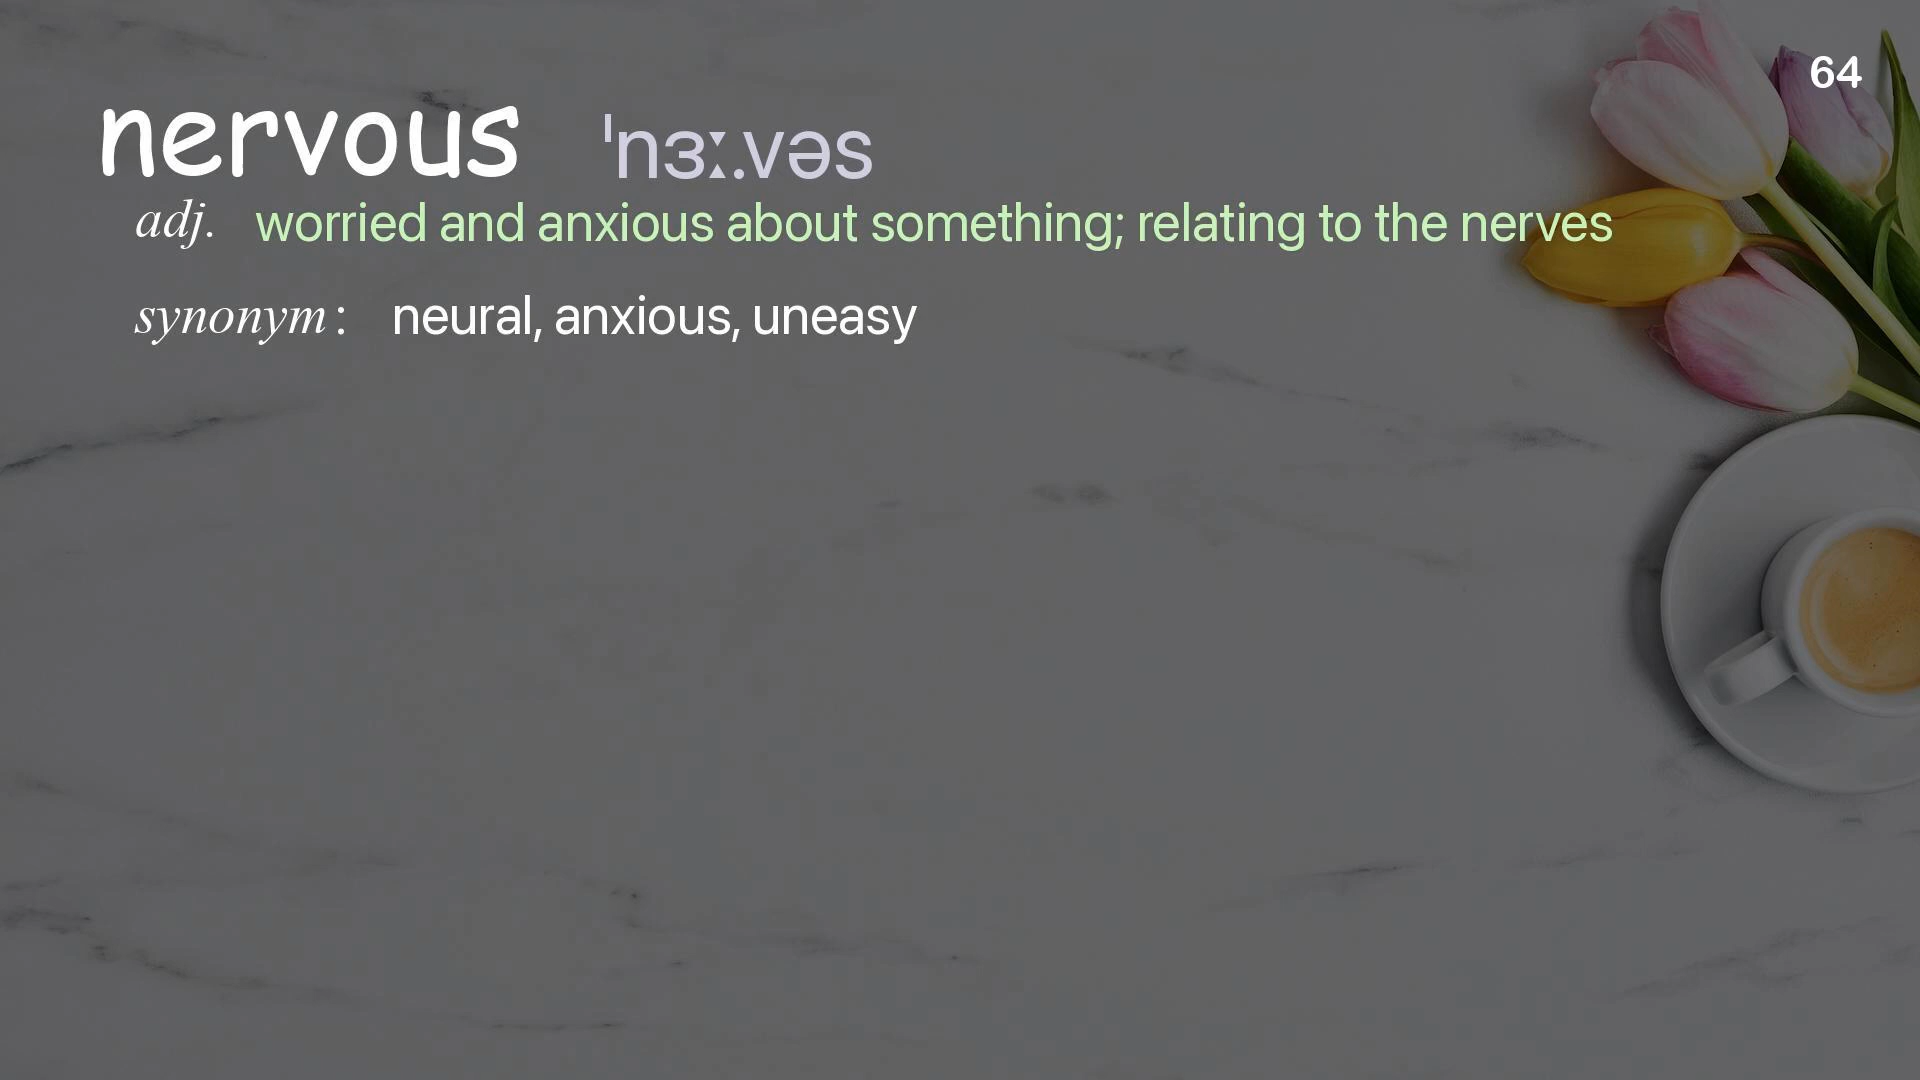 64
nervous ˈnɜː.vəs
adj. worried and anxious about something; relating to the nerves
synonym: neural, anxious, uneasy